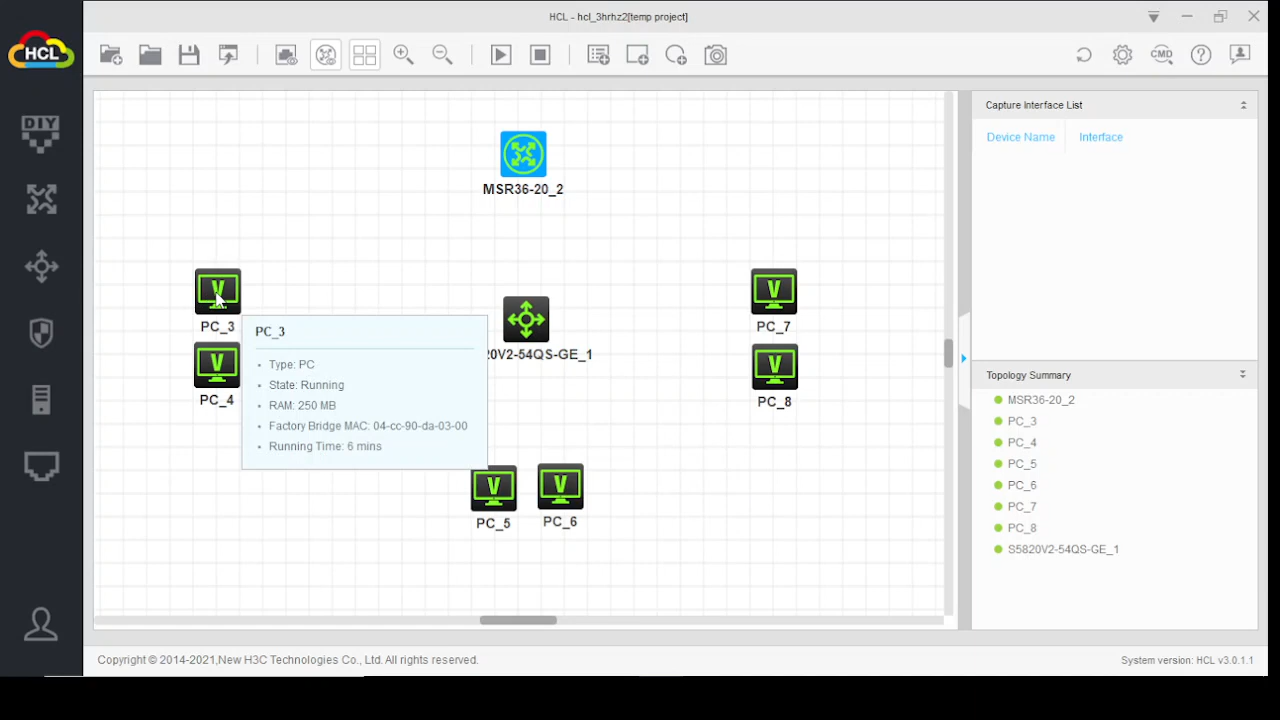 HCL - hcl_3hrhz2[temp project]
HCL
CMD
DIY
Capture Interface List
Device Name Interface
MSR36-20_2
PC_3
PC_4
PC_3
Type: PC
State: Running
RAM: 250 MB
Factory Bridge MAC: 04-cc-90-da-03-00
Running Time: 6 mins
20V2-54QS-GE_1
PC_7
PC_8
PC_5
PC_6
Topology Summary
MSR36-20_2
PC_3
PC_4
PC_5
PC_6
PC_7
PC_8
S5820V2-54QS-GE_1
Copyright © 2014-2021,New H3C Technologies Co., Ltd. All rights reserved.
System version: HCL v3.0.1.1